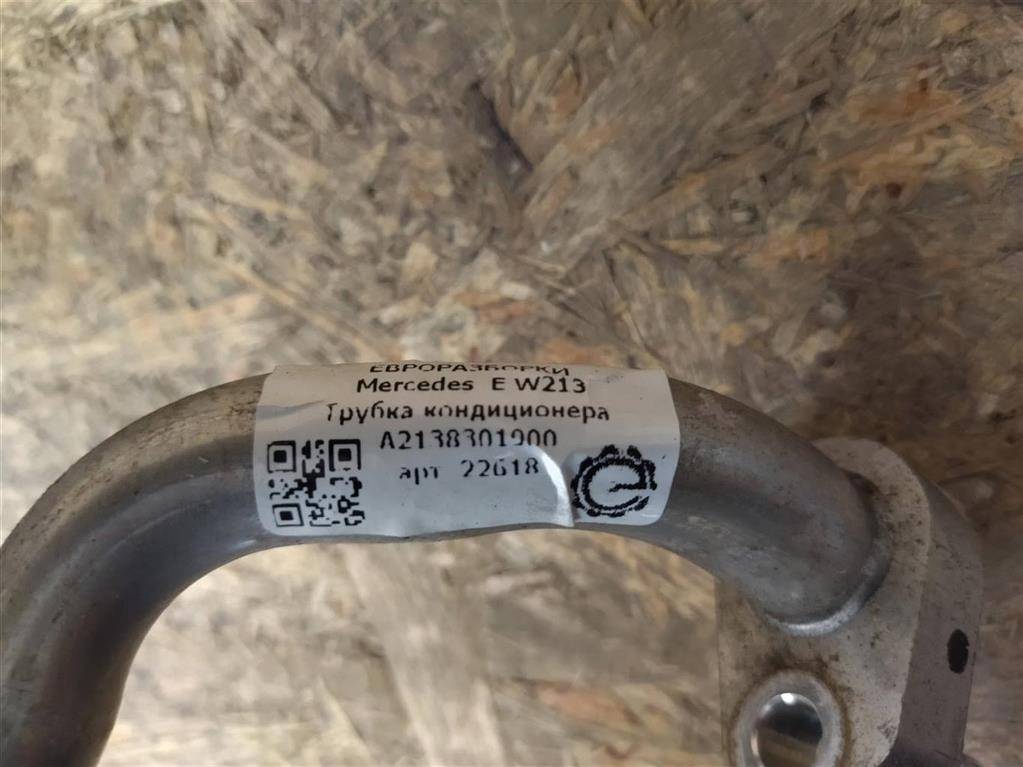 ЕВРОРАЗБОРКИ
Mercedes E W213
Трубка кондиционера
A2138301900
арт 22618